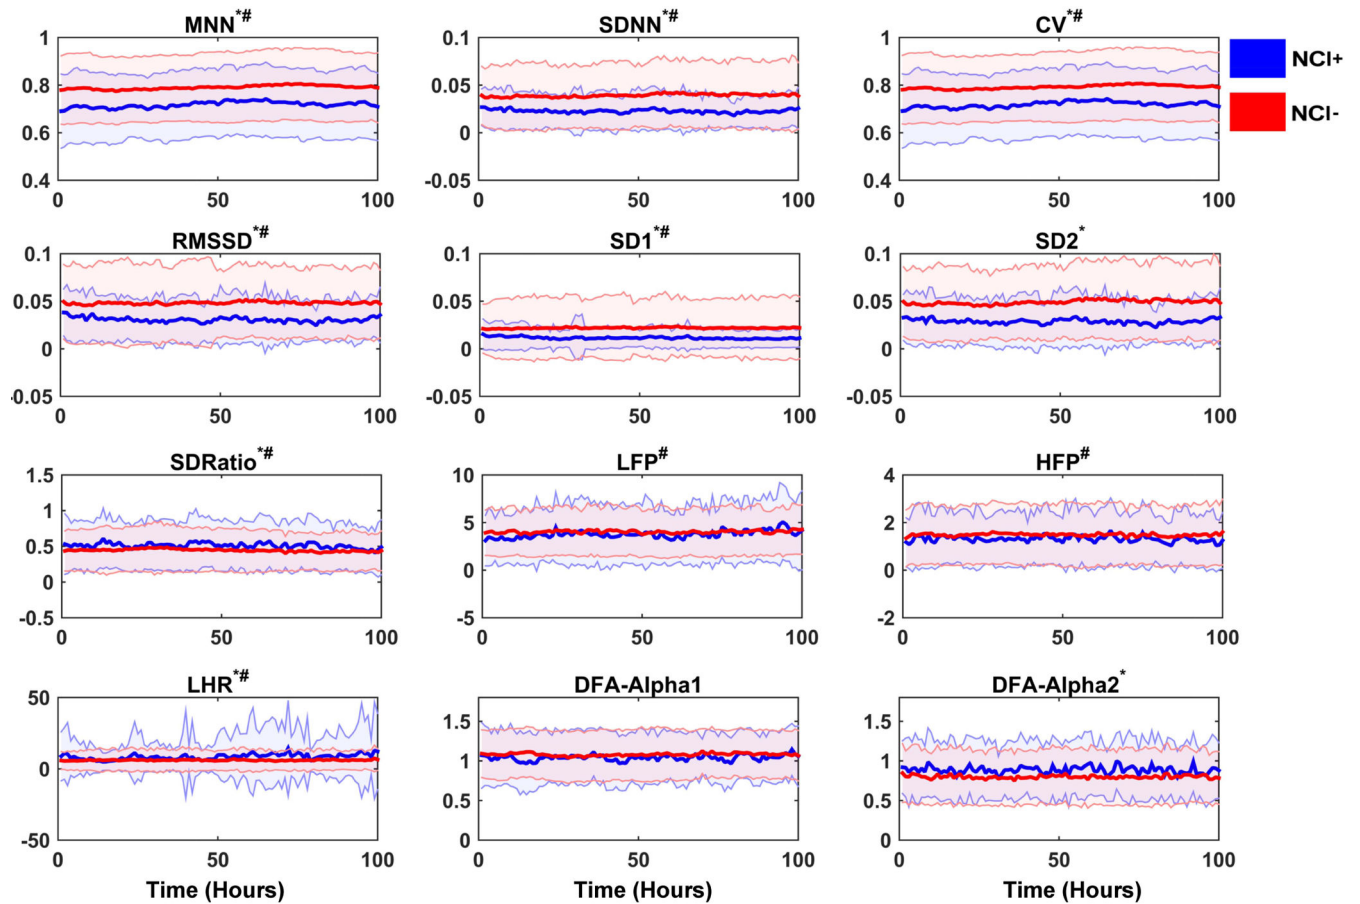 MNN*# SDNN*# CV*#
1 0.1 1
0.8 0.05 0.8
0.6 0 0.6
0.4 -0.05 0.4
0 50 100 0 50 100 0 50 100
NCI+
NCI-
RMSSD*# SD1*# SD2*
0.1 0.1 0.1
0.05 0.05 0.05
0 0 0
-0.05 -0.05 -0.05
0 50 100 0 50 100 0 50 100
SDRatio*# LFP# HFP#
1.5 10 4
1 5 2
0.5 0 0
0 -5 -2
-0.5
0 50 100 0 50 100 0 50 100
LHR*# DFA-Alpha1 DFA-Alpha2*
50 1.5 1.5
0 1 1
-50 0.5 0.5
0 0
0 50 100 0 50 100 0 50 100
Time (Hours) Time (Hours) Time (Hours)